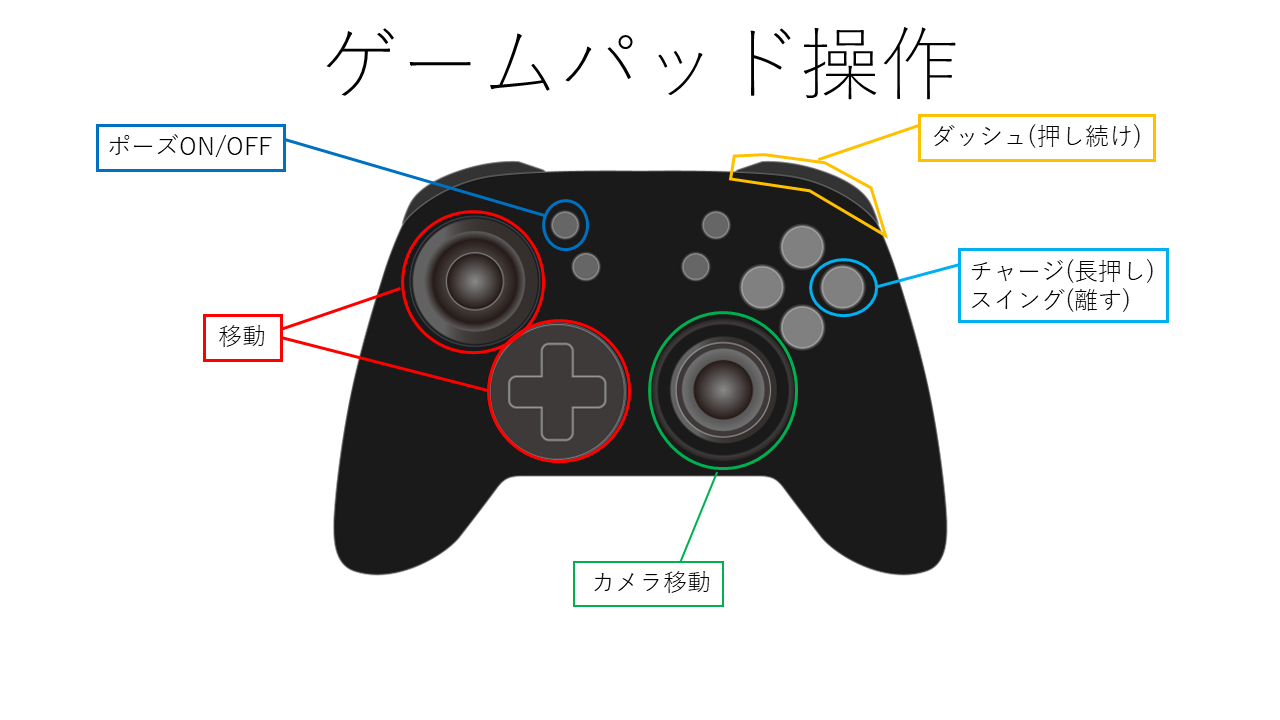 ゲームパッド操作
ポーズON/OFF
ダッシュ(押し続け)
チャージ(長押し)
スイング(離す)
移動
カメラ移動